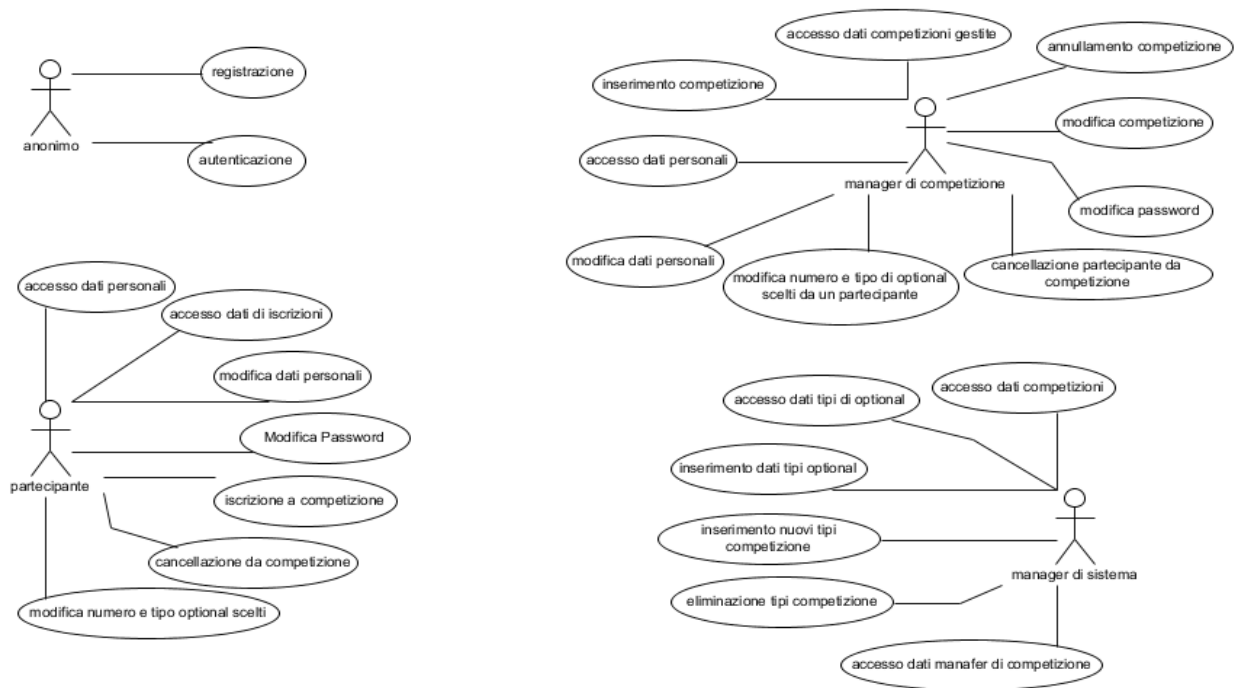 registrazione
anonimo
autenticazione
accesso dati competizioni gestite
annullamento competizione
inserimento competizione
modifica competizione
accesso dati personali
manager di competizione
modifica password
modifica dati personali
modifica numero e tipo di optional
scelti da un partecipante
cancellazione partecipante da
competizione
accesso dati personali
accesso dati di iscrizioni
modifica dati personali
Modifica Password
partecipante
iscrizione a competizione
cancellazione da competizione
modifica numero e tipo optional scelti
accesso dati tipi di optional
accesso dati competizioni
inserimento dati tipi optional
inserimento nuovi tipi
competizione
manager di sistema
eliminazione tipi competizione
accesso dati manafer di competizione